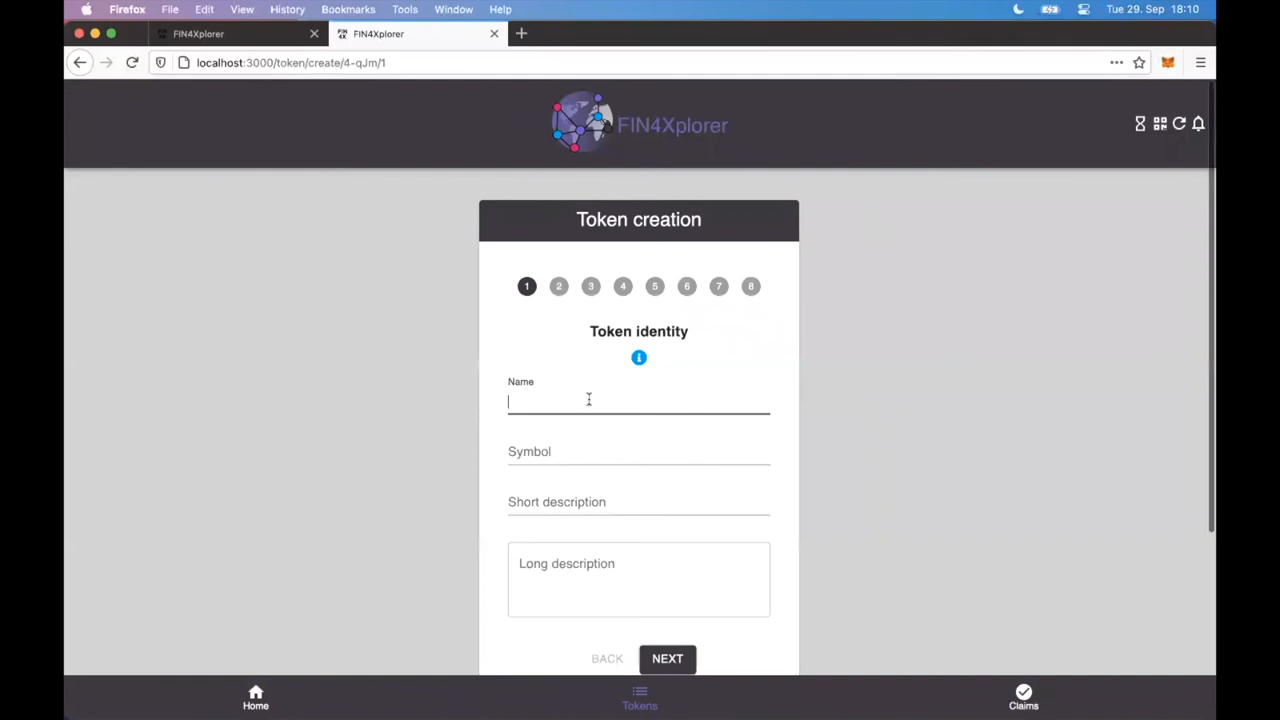 Firefox File Edit View History Bookmarks Tools Window Help Tue 29. Sep 18:10
FIN4Xplorer FIN4Xplorer
localhost:3000/token/create/4-qJm/1
FIN4Xplorer
Token creation
1 2 3 4 5 6 7 8
Token identity
Name
Symbol
Short description
Long description
BACK NEXT
Home Tokens Claims